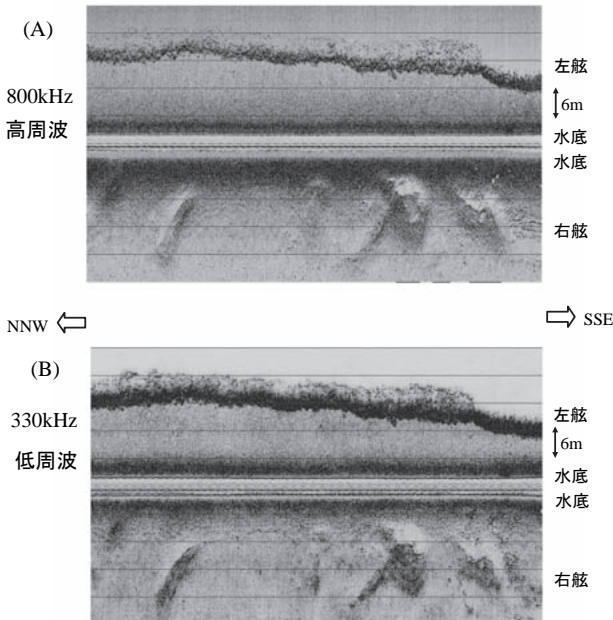 (A)
800kHz
高周波
左舷
6m
水底
水底
右舷
NNW
SSE
(B)
330kHz
低周波
左舷
6m
水底
水底
右舷